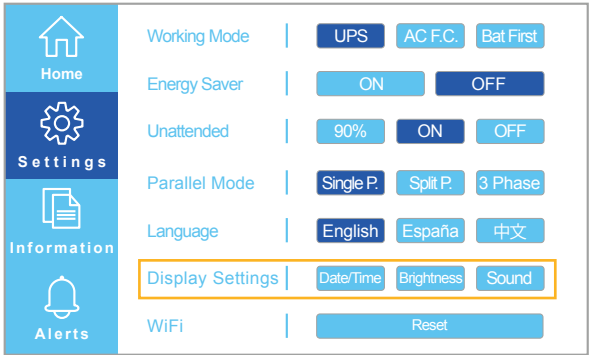 Home
Settings
Information
Alerts
Working Mode UPS AC F.C. Bat First
Energy Saver ON OFF
Unattended 90% ON OFF
Parallel Mode Single P. Split P. 3 Phase
Language English España 中文
Display Settings Date/Time Brightness Sound
WiFi Reset